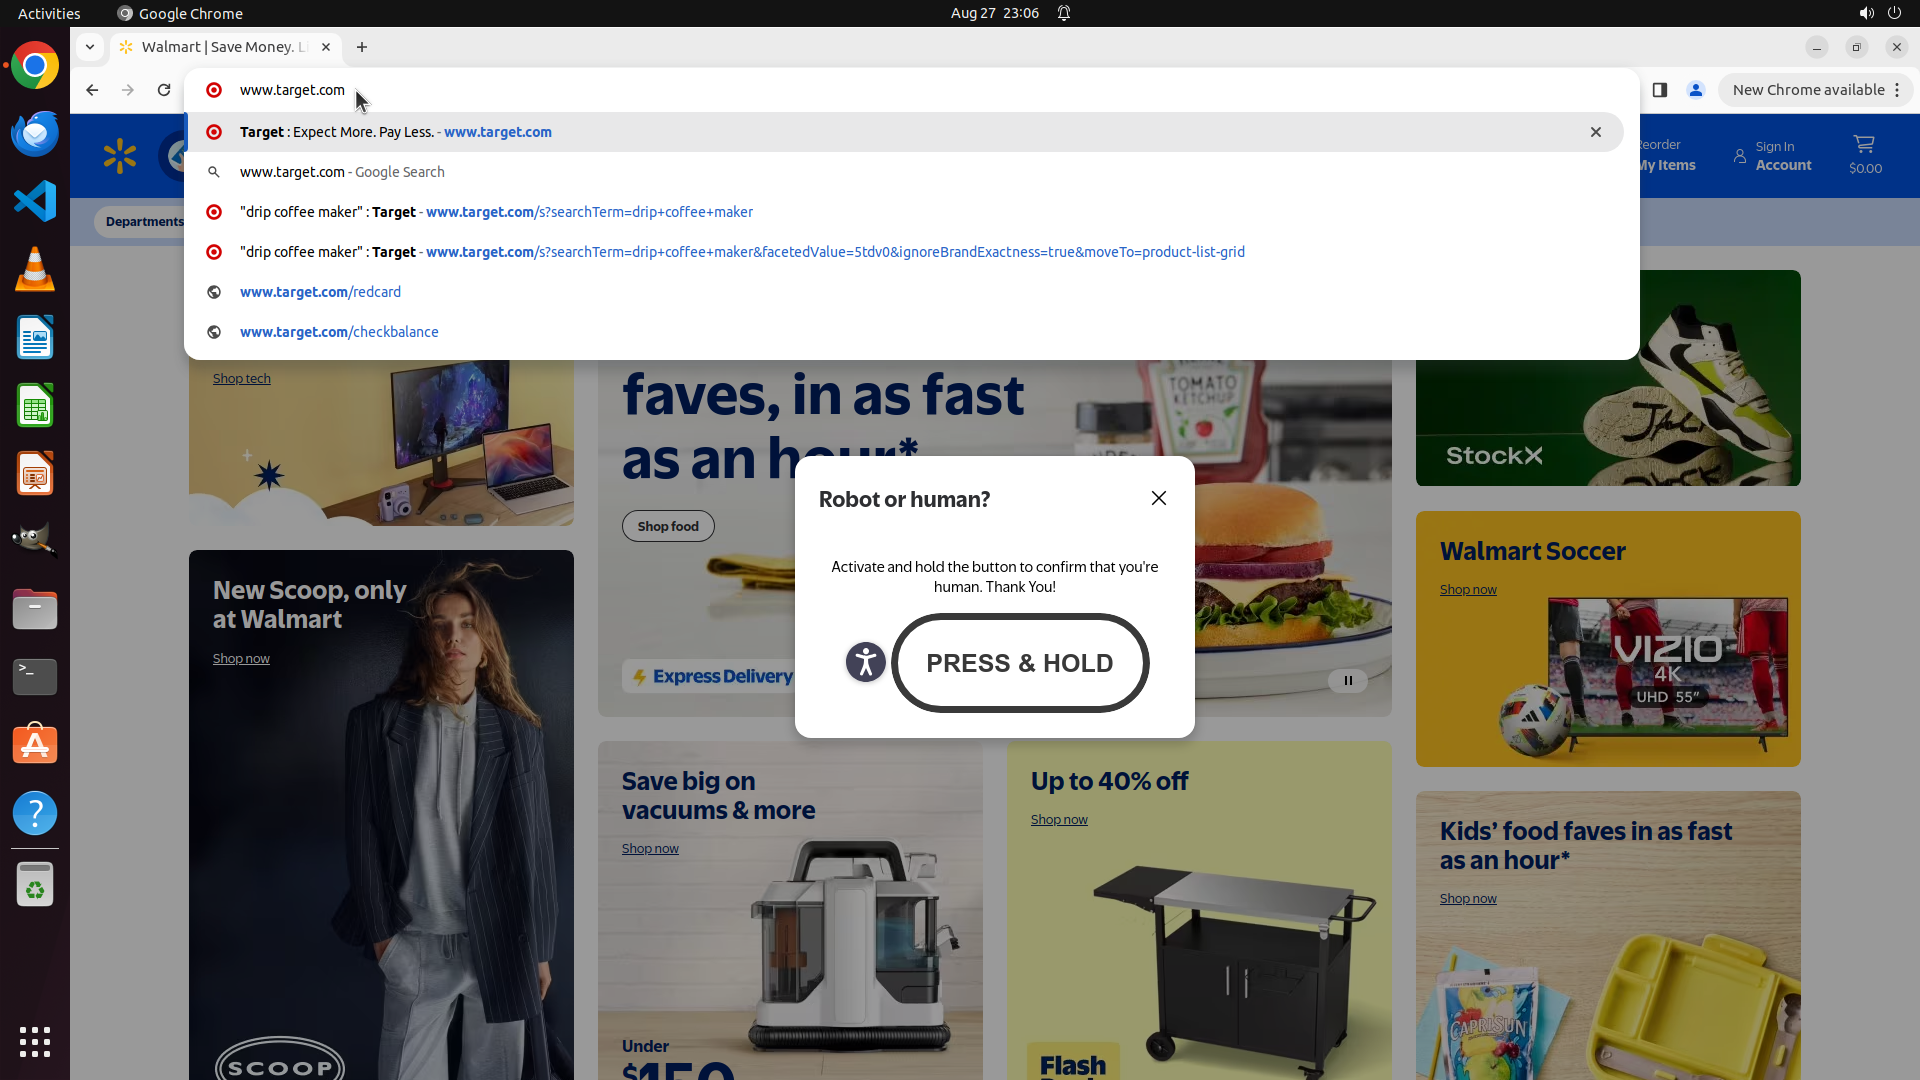 Activities
Google Chrome
Aug 27 23:06
Walmart | Save Money. L
www.target.com
New Chrome available
Target : Expect More. Pay Less. - www.target.com
www.target.com - Google Search
"drip coffee maker" : Target - www.target.com/s?searchTerm=drip+coffee+maker
"drip coffee maker" : Target - www.target.com/s?searchTerm=drip+coffee+maker&facetedValue=5tdv0&ignoreBrandExactness=true&moveTo=product-list-grid
www.target.com/redcard
www.target.com/checkbalance
Reorder
My Items
Sign In
Account
$0.00
Departments
Shop tech
faves, in as fast
as an hour*
Shop food
Express Delivery
TOMATO
KETCHUP
StockX
Robot or human?
Activate and hold the button to confirm that you're
human. Thank You!
PRESS & HOLD
Walmart Soccer
Shop now
VIZIO
4K
UHD 55"
New Scoop, only
at Walmart
Shop now
SCOOP
Save big on
vacuums & more
Shop now
Under
$150
Up to 40% off
Shop now
Flash
Kids' food faves in as fast
as an hour*
Shop now
CAPRISUN